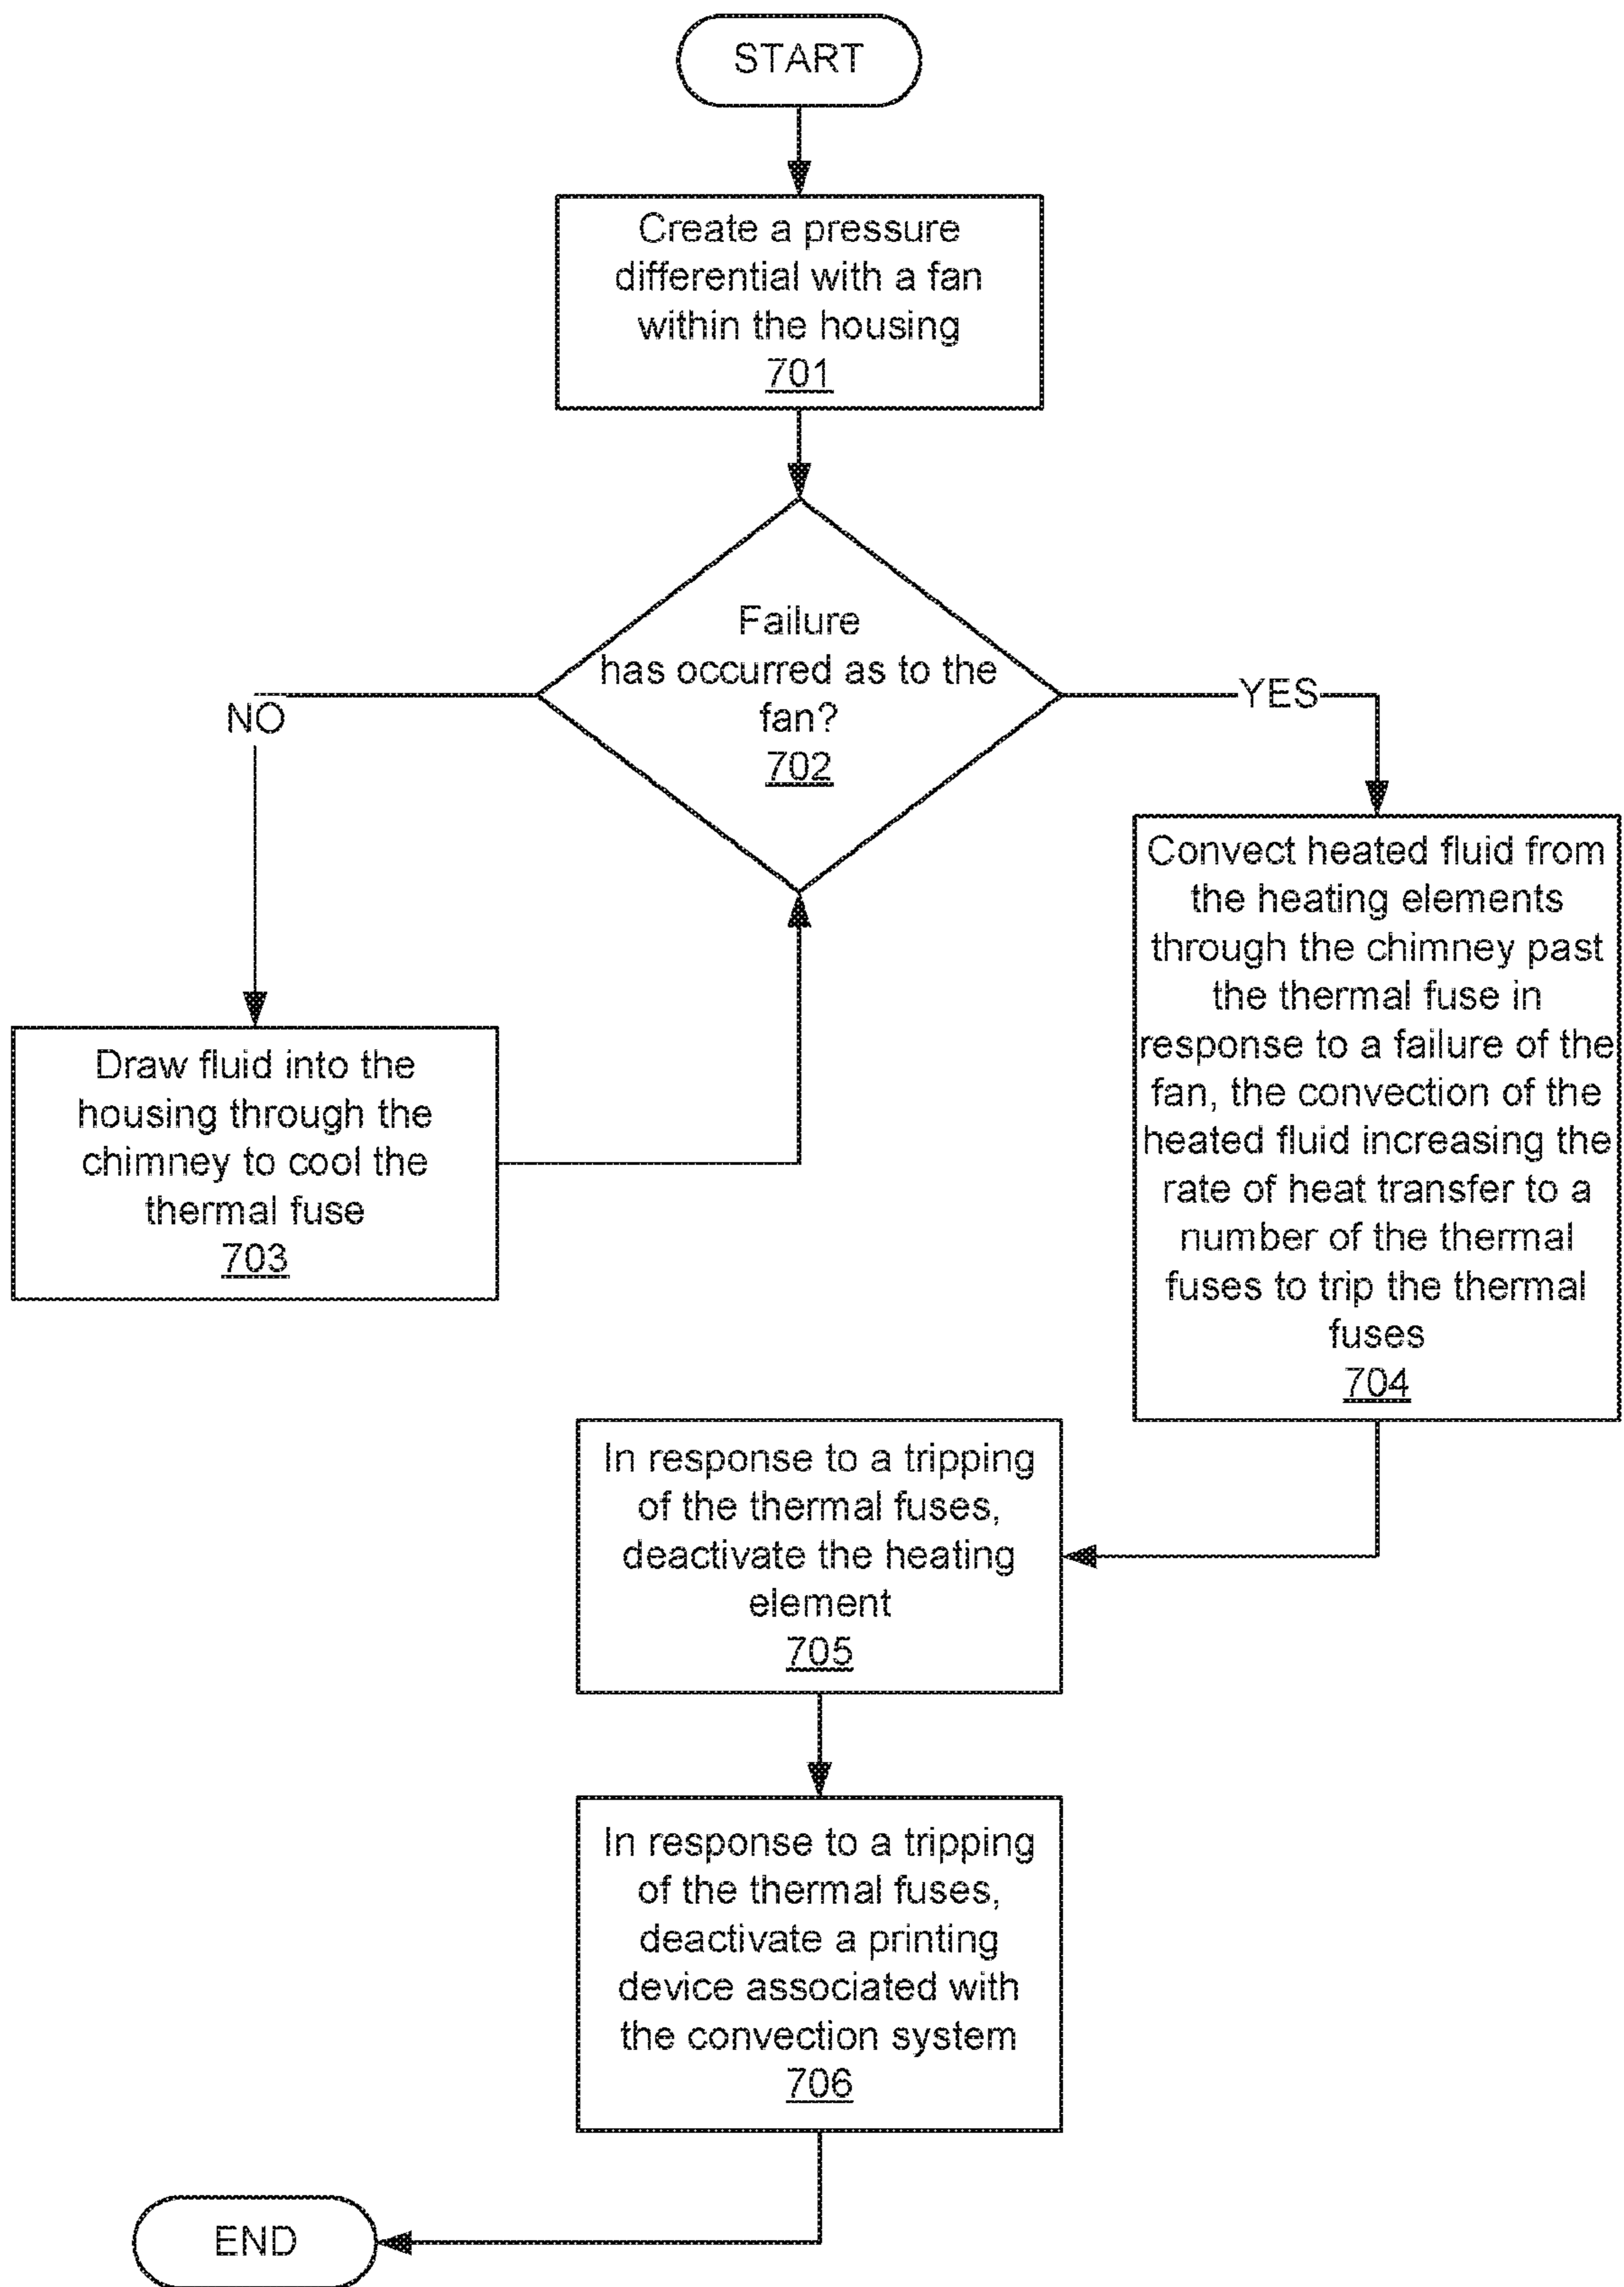 START
Create a pressure
differential with a fan
within the housing
701
Failure
has occurred as to the
fan?
702
NO
YES
Draw fluid into the
housing through the
chimney to cool the
thermal fuse
703
Convect heated fluid from
the heating elements
through the chimney past
the thermal fuse in
response to a failure of the
fan, the convection of the
heated fluid increasing the
rate of heat transfer to a
number of the thermal
fuses to trip the thermal
fuses
704
In response to a tripping
of the thermal fuses,
deactivate the heating
element
705
In response to a tripping
of the thermal fuses,
deactivate a printing
device associated with
the convection system
706
END